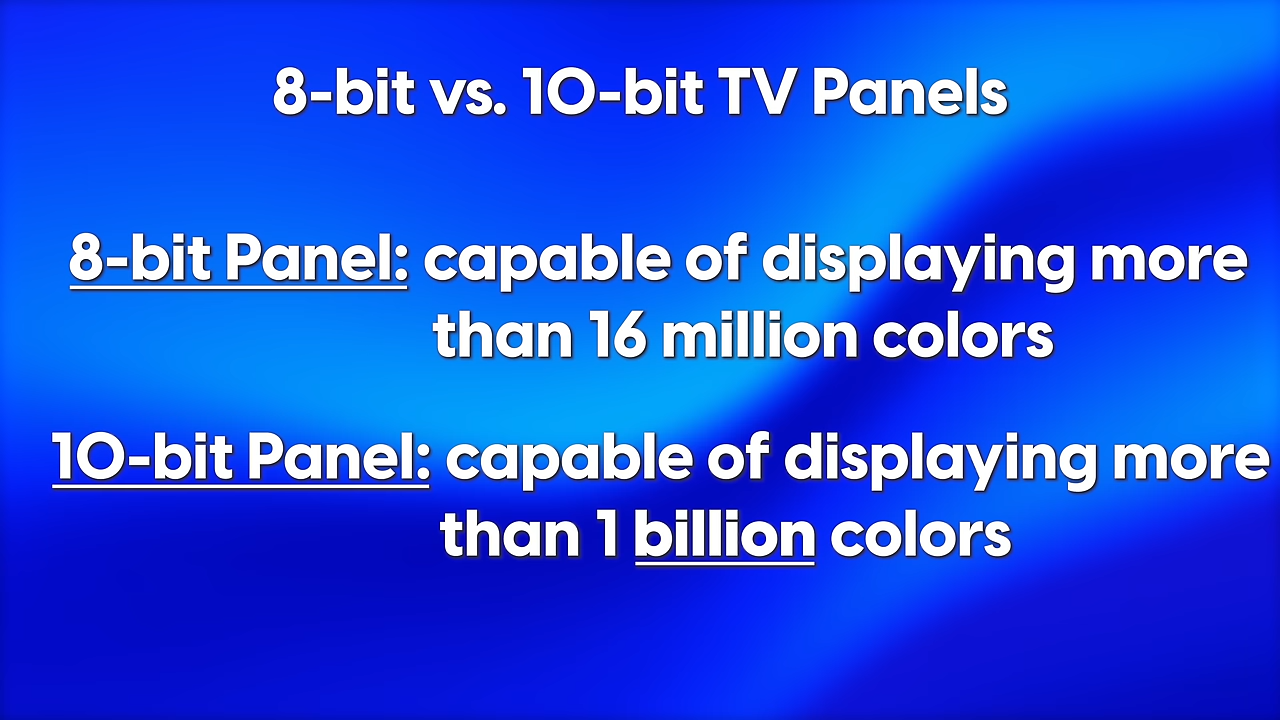 8-bit vs. 10-bit TV Panels
8-bit Panel: capable of displaying more
than 16 million colors
10-bit Panel: capable of displaying more
than 1 billion colors